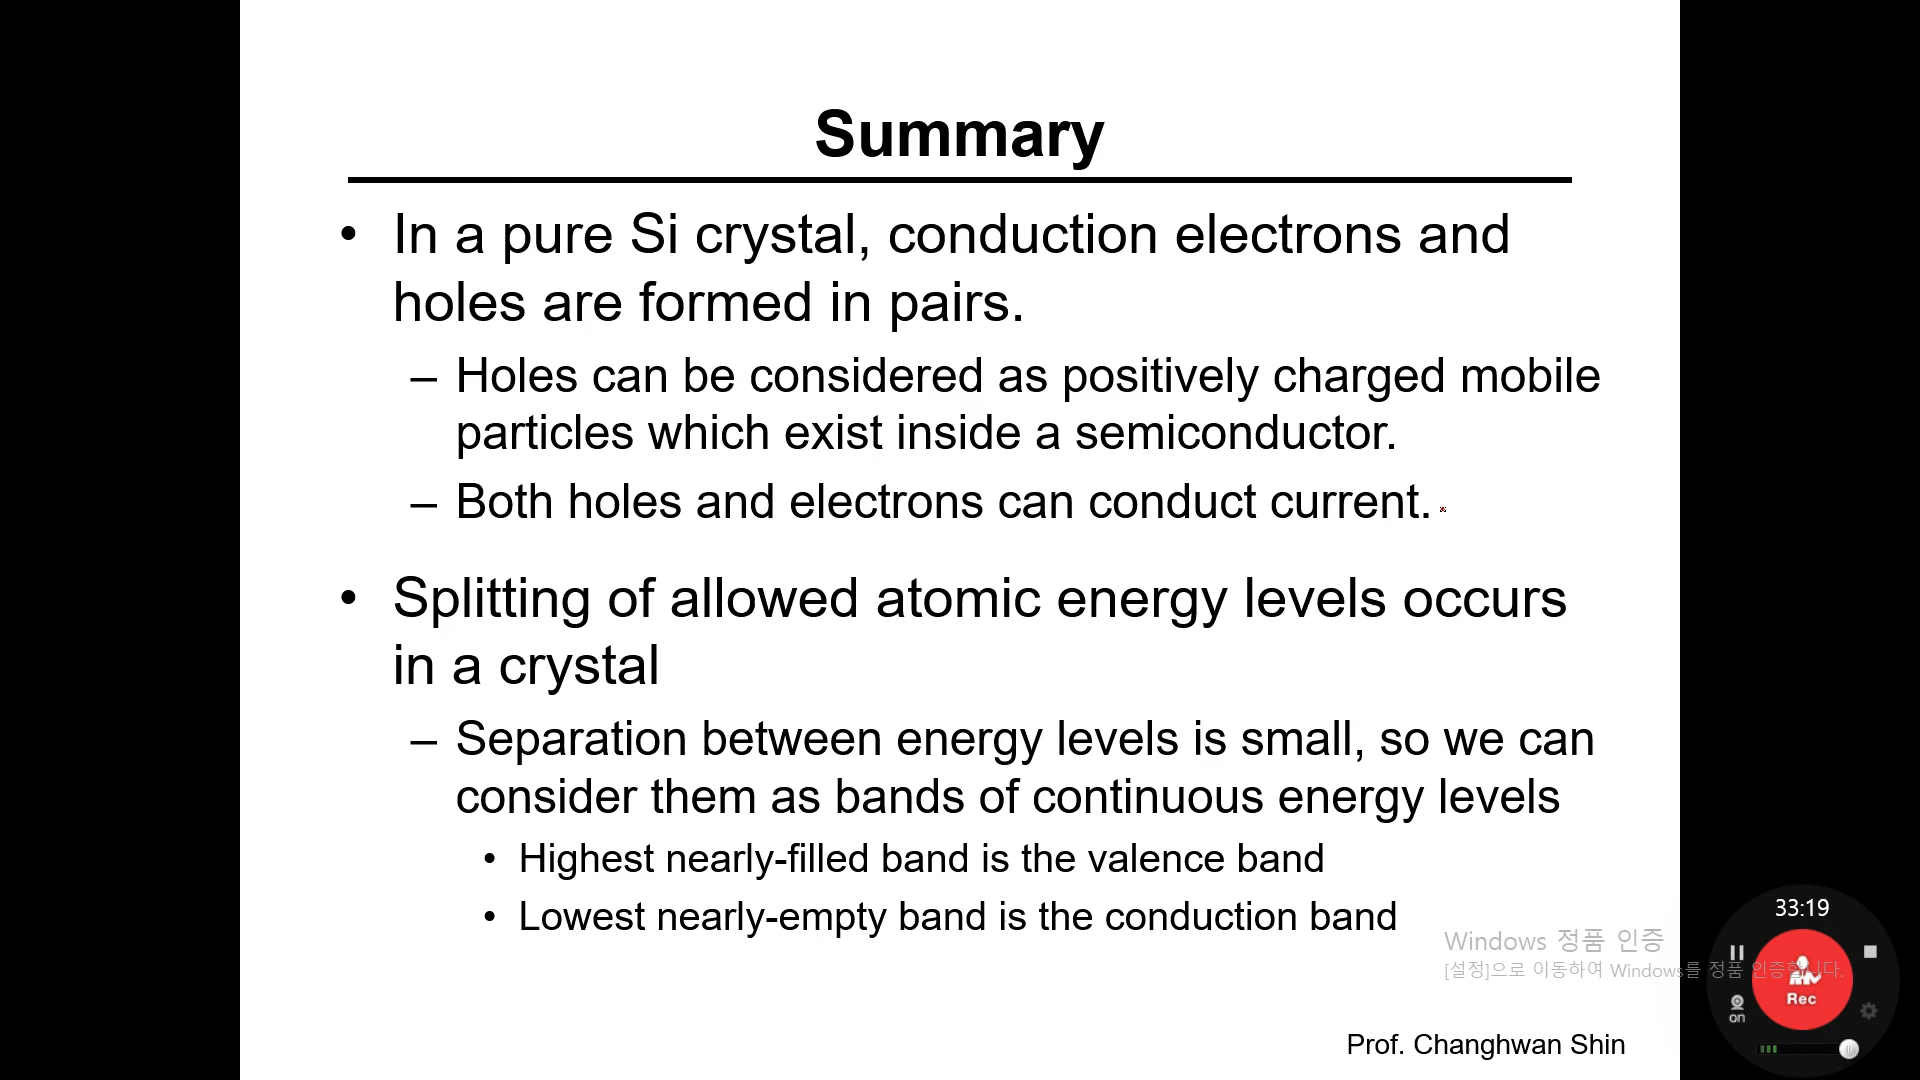 Summary
• In a pure Si crystal, conduction electrons and
holes are formed in pairs.
– Holes can be considered as positively charged mobile
particles which exist inside a semiconductor.
– Both holes and electrons can conduct current.
• Splitting of allowed atomic energy levels occurs
in a crystal
– Separation between energy levels is small, so we can
consider them as bands of continuous energy levels
• Highest nearly-filled band is the valence band
• Lowest nearly-empty band is the conduction band
Windows 정품 인증
[설정]으로 이동하여 Windows를 정품 인증합니다.
Prof. Changhwan Shin
33:19
Rec
on